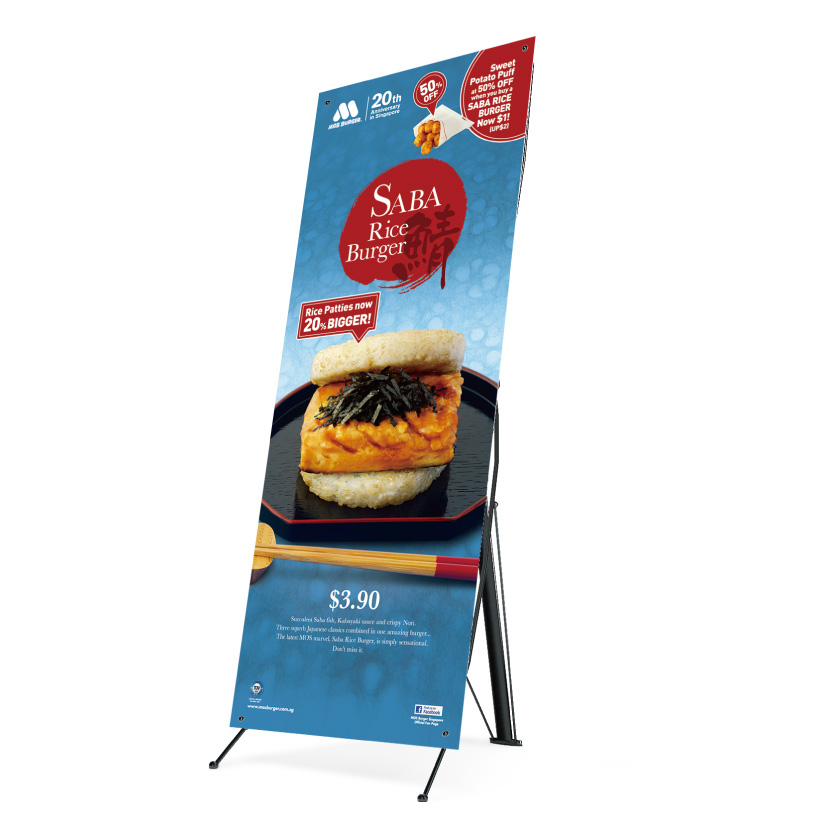 MOS BURGER.
20th
Anniversary
in Singapore
50%
OFF
Sweet
Potato Puff
at 50% OFF
when you buy a
SABA RICE
BURGER
Now $1!
(UP$2)
SABA
Rice
Burger
鯖
Rice Patties now
20% BIGGER!
$3.90
Succulent Saba fish, Kabayaki sauce and crispy Nori.
Three superb Japanese classics combined in one amazing burger...
The latest MOS marvel, Saba Rice Burger, is simply sensational.
Don't miss it.
www.mosburger.com.sg
Find us on
Facebook
MOS Burger Singapore
Official Fan Page